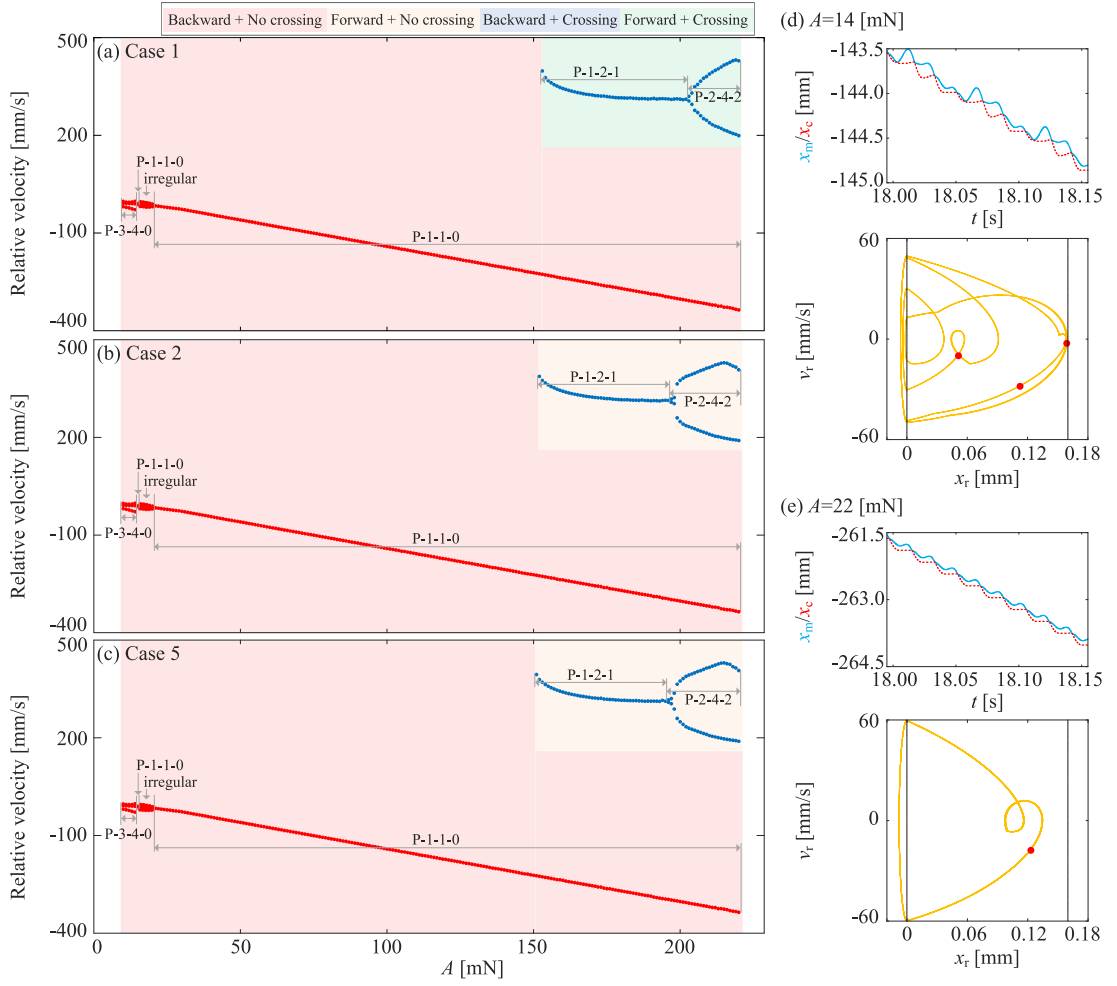 Backward + No crossing Forward + No crossing Backward + Crossing Forward + Crossing
(a) Case 1
500
200
-100
-400
Relative velocity [mm/s]
P-1-2-1
P-2-4-2
P-1-1-0
irregular
P-3-4-0
P-1-1-0
(b) Case 2
500
200
-100
-400
Relative velocity [mm/s]
P-1-2-1
P-2-4-2
P-1-1-0
irregular
P-3-4-0
P-1-1-0
(c) Case 5
500
200
-100
-400
Relative velocity [mm/s]
P-1-2-1
P-2-4-2
P-1-1-0
irregular
P-3-4-0
P-1-1-0
0 50 100 150 200
A [mN]
(d) A=14 [mN]
-143.5
-144.0
-144.5
-145.0
xm/xc [mm]
18.00 18.05 18.10 18.15
t [s]
60
0
-60
vr [mm/s]
0 0.06 0.12 0.18
xr [mm]
(e) A=22 [mN]
-261.5
-263.0
-264.5
xm/xc [mm]
18.00 18.05 18.10 18.15
t [s]
60
0
-60
vr [mm/s]
0 0.06 0.12 0.18
xr [mm]